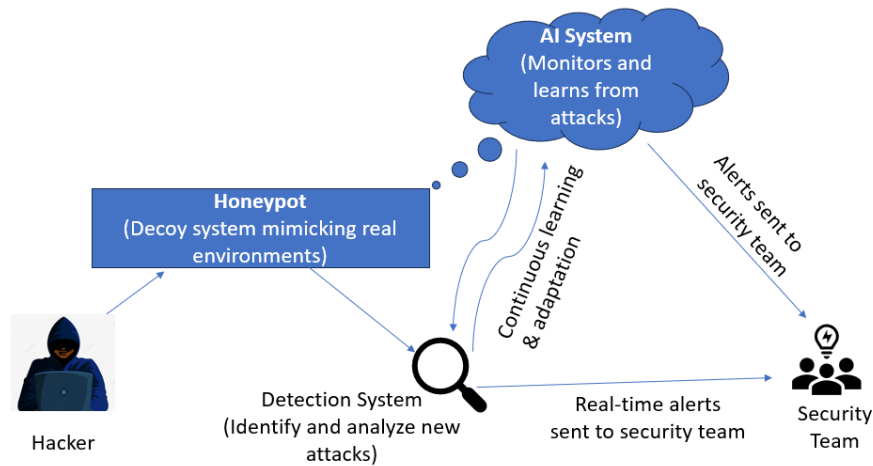 AI System
(Monitors and
learns from
attacks)
Honeypot
(Decoy system mimicking real
environments)
Continuous learning
& adaptation
Alerts sent to
security team
Hacker
Detection System
(Identify and analyze new
attacks)
Real-time alerts
sent to security team
Security
Team